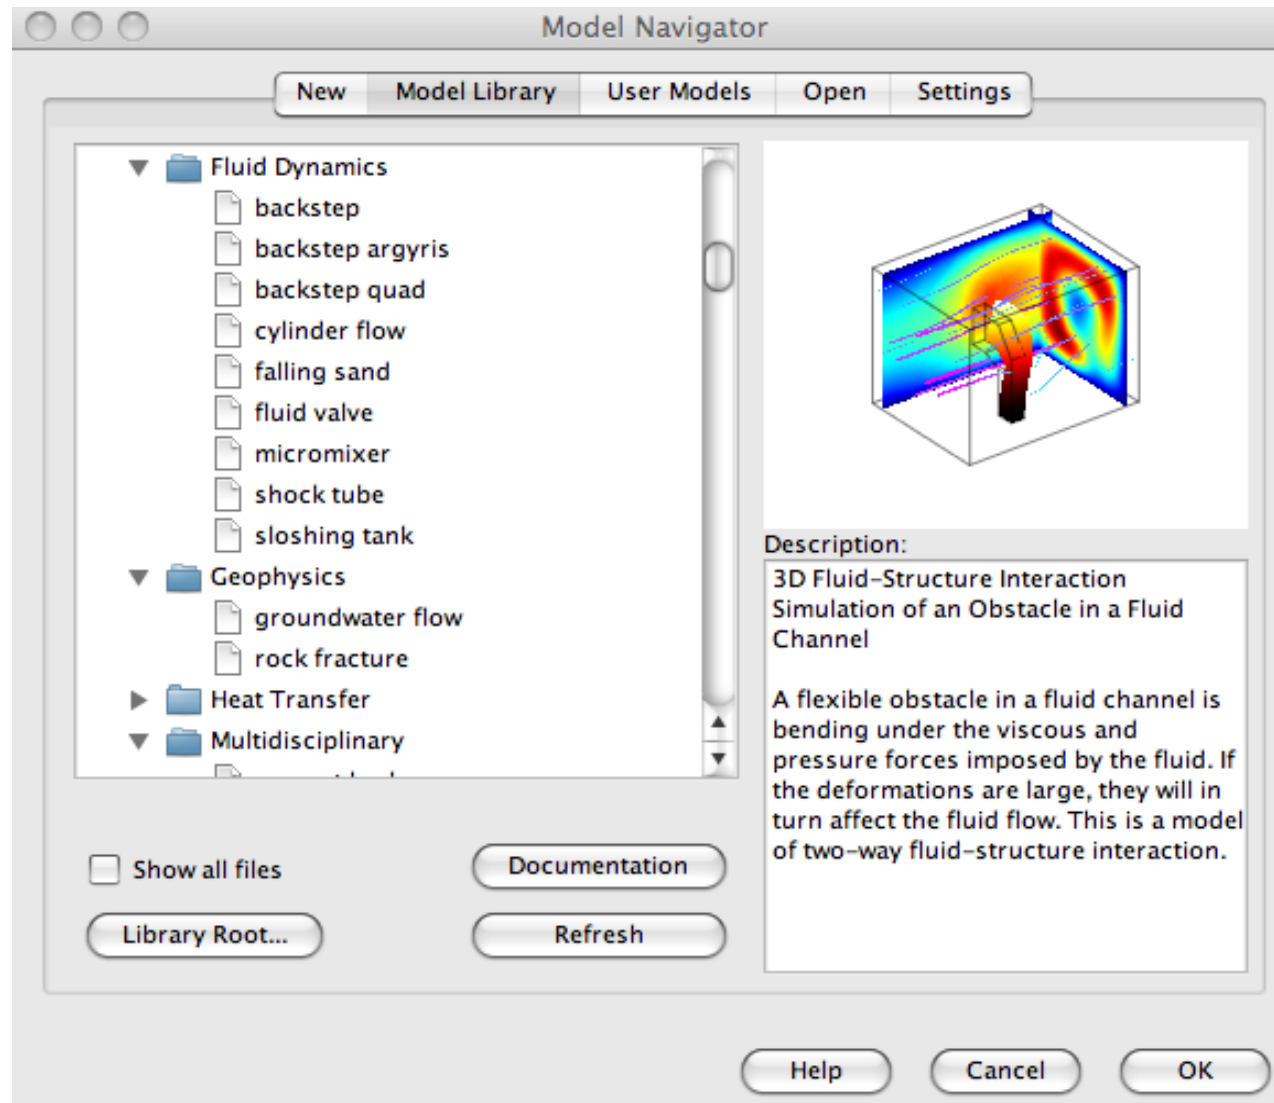 Model Navigator
New Model Library User Models Open Settings
Fluid Dynamics
backstep
backstep argyris
backstep quad
cylinder flow
falling sand
fluid valve
micromixer
shock tube
sloshing tank
Geophysics
groundwater flow
rock fracture
Heat Transfer
Multidisciplinary
Show all files
Documentation
Library Root...
Refresh
Description:
3D Fluid-Structure Interaction
Simulation of an Obstacle in a Fluid
Channel
A flexible obstacle in a fluid channel is
bending under the viscous and
pressure forces imposed by the fluid. If
the deformations are large, they will in
turn affect the fluid flow. This is a model
of two-way fluid-structure interaction.
Help Cancel OK